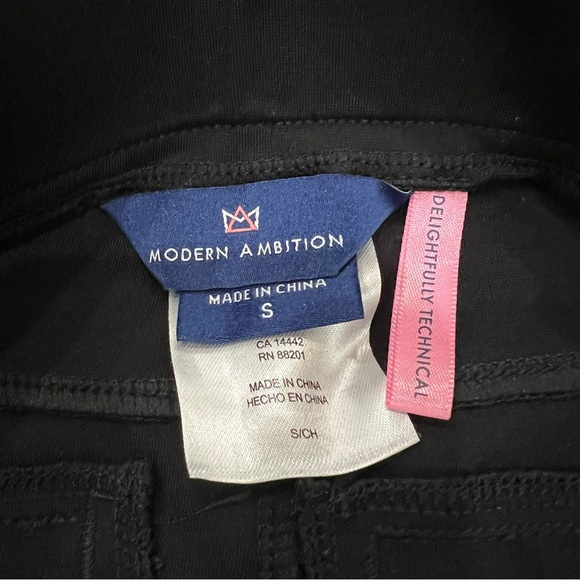 MODERN AMBITION
MADE IN CHINA
S
CA 14442
RN 88201
MADE IN CHINA
HECHO EN CHINA
S/CH
DELIGHTFULLY TECHNICAL